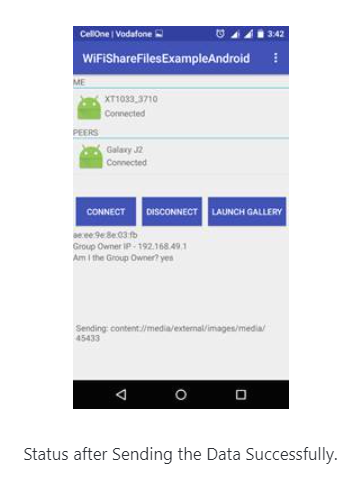 CellOne | Vodafone 3:42
WiFiShareFilesExampleAndroid
ME
XT1033_3710
Connected
PEERS
Galaxy J2
Connected
CONNECT DISCONNECT LAUNCH GALLERY
ae:ee:9e:8e:03:fb
Group Owner IP - 192.168.49.1
Am I the Group Owner? yes
Sending: content://media/external/images/media/
45433
Status after Sending the Data Successfully.